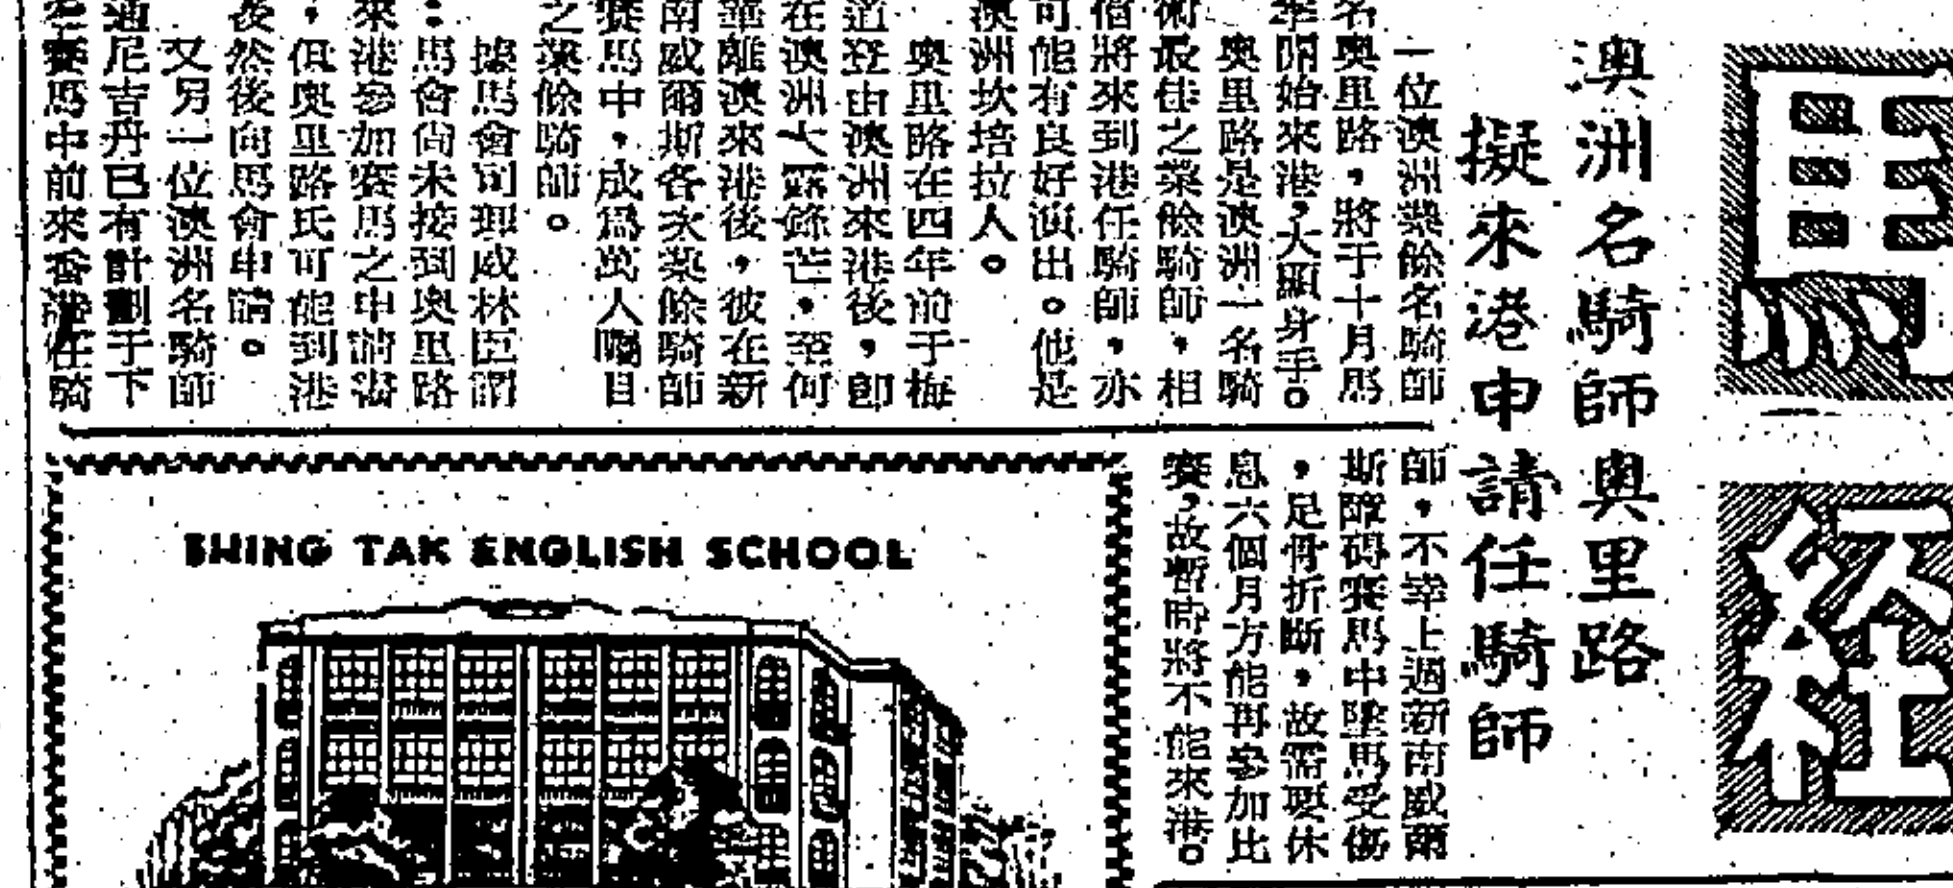 馬經
澳洲名騎師奧里路
擬來港申請任騎師
一位澳洲業餘名騎師
名奧里路，將于十月馬
季開始來港，大顯身手。
奧里路是澳洲一名騎
術最佳之業餘騎師，相
信將來到港任騎師，亦
可能有良好演出。他是
澳洲坎培拉人。
奧里路在四年前于梅
道登由澳洲來港後，即
在澳洲大露鋒芒，至何
華離澳來港後，彼在新
南威爾斯各次業餘騎師
賽馬中，成爲萬人矚目
之業餘騎師。
據馬會司理威林臣謂
：馬會尚未接到奧里路
來港參加賽馬之申請書
，但奧里路氏可能到港
後然後向馬會申請。
又另一位澳洲名騎師
通尼吉丹已有計劃于下
賽馬中前來香港任騎
師，不幸上週新南威爾
斯障碍賽馬中墜馬受傷
，足骨折斷，故需要休
息六個月方能再參加比
賽，故暫時將不能來港。
SHING TAK ENGLISH SCHOOL